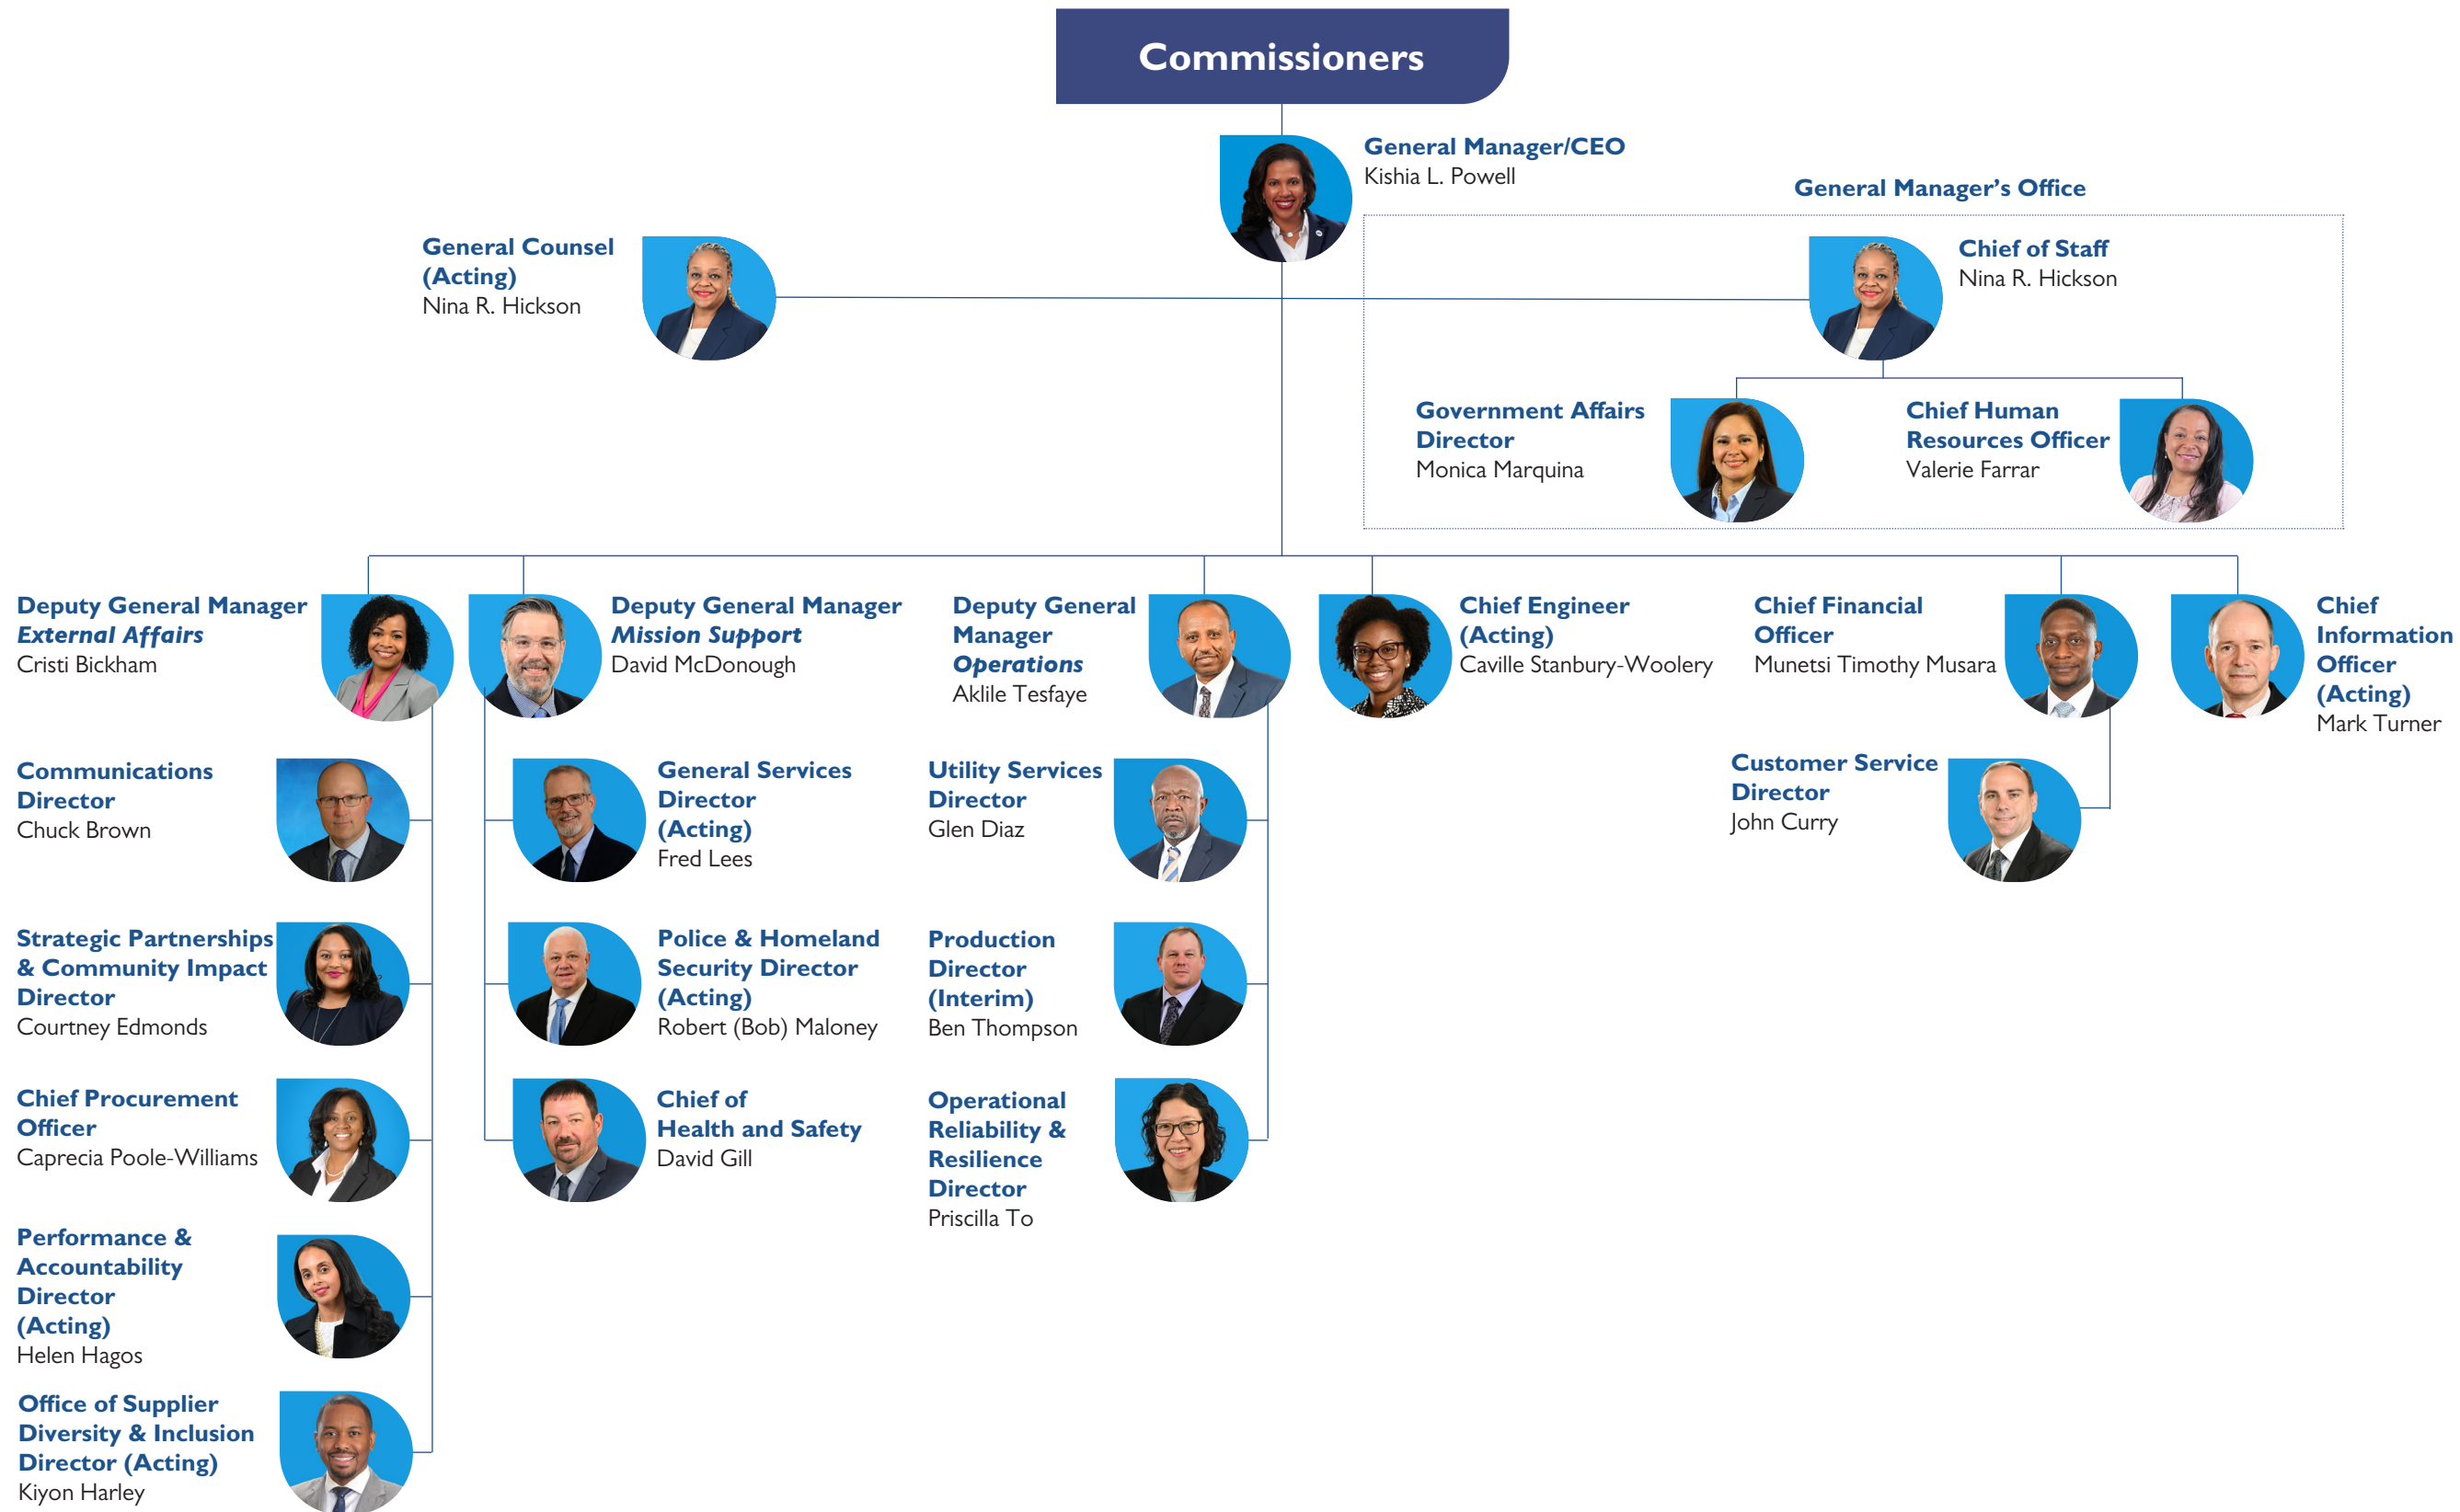 Commissioners
General Manager/CEO
Kishia L. Powell
General Manager's Office
General Counsel
(Acting)
Nina R. Hickson
Chief of Staff
Nina R. Hickson
Government Affairs
Director
Monica Marquina
Chief Human
Resources Officer
Valerie Farrar
Deputy General Manager
External Affairs
Cristi Bickham
Deputy General Manager
Mission Support
David McDonough
Deputy General
Manager
Operations
Aklile Tesfaye
Chief Engineer
(Acting)
Caville Stanbury-Woolery
Chief Financial
Officer
Munetsi Timothy Musara
Chief
Information
Officer
(Acting)
Mark Turner
Communications
Director
Chuck Brown
General Services
Director
(Acting)
Fred Lees
Utility Services
Director
Glen Diaz
Customer Service
Director
John Curry
Strategic Partnerships
& Community Impact
Director
Courtney Edmonds
Police & Homeland
Security Director
(Acting)
Robert (Bob) Maloney
Production
Director
(Interim)
Ben Thompson
Chief Procurement
Officer
Caprecia Poole-Williams
Chief of
Health and Safety
David Gill
Operational
Reliability &
Resilience
Director
Priscilla To
Performance &
Accountability
Director
(Acting)
Helen Hagos
Office of Supplier
Diversity & Inclusion
Director (Acting)
Kiyon Harley